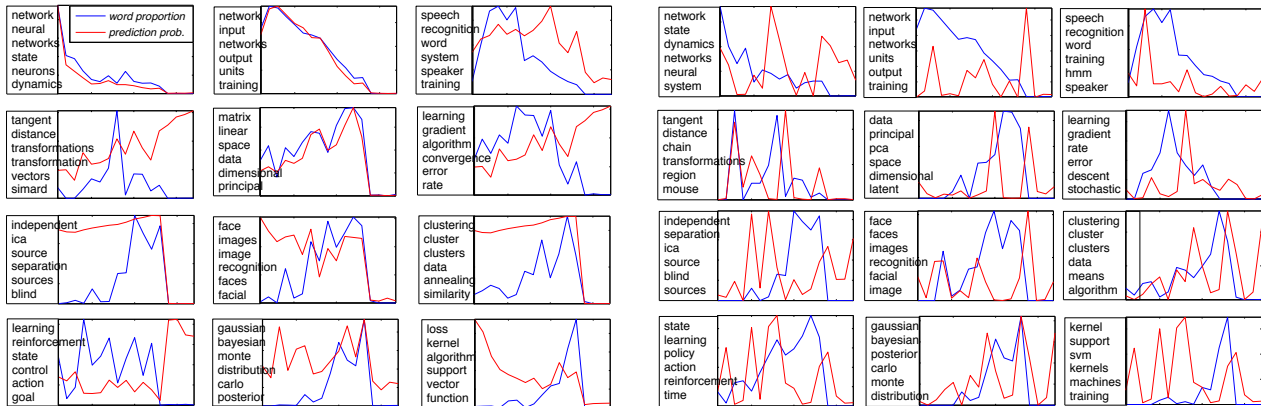 network
neural
networks
state
neurons
dynamics
word proportion
prediction prob.
network
input
networks
output
units
training
speech
recognition
word
system
speaker
training
tangent
distance
transformations
transformation
vectors
simard
matrix
linear
space
data
dimensional
principal
learning
gradient
algorithm
convergence
error
rate
independent
ica
source
separation
sources
blind
face
images
image
recognition
faces
facial
clustering
cluster
clusters
data
annealing
similarity
learning
reinforcement
state
control
action
goal
gaussian
bayesian
monte
distribution
carlo
posterior
loss
kernel
algorithm
support
vector
function
network
state
dynamics
networks
neural
system
network
input
networks
units
output
training
speech
recognition
word
training
hmm
speaker
tangent
distance
chain
transformations
region
mouse
data
principal
pca
space
dimensional
latent
learning
gradient
rate
error
descent
stochastic
independent
separation
ica
source
blind
sources
face
faces
images
recognition
facial
image
clustering
cluster
clusters
data
means
algorithm
state
learning
policy
action
reinforcement
time
gaussian
bayesian
posterior
carlo
monte
distribution
kernel
support
svm
kernels
machines
training